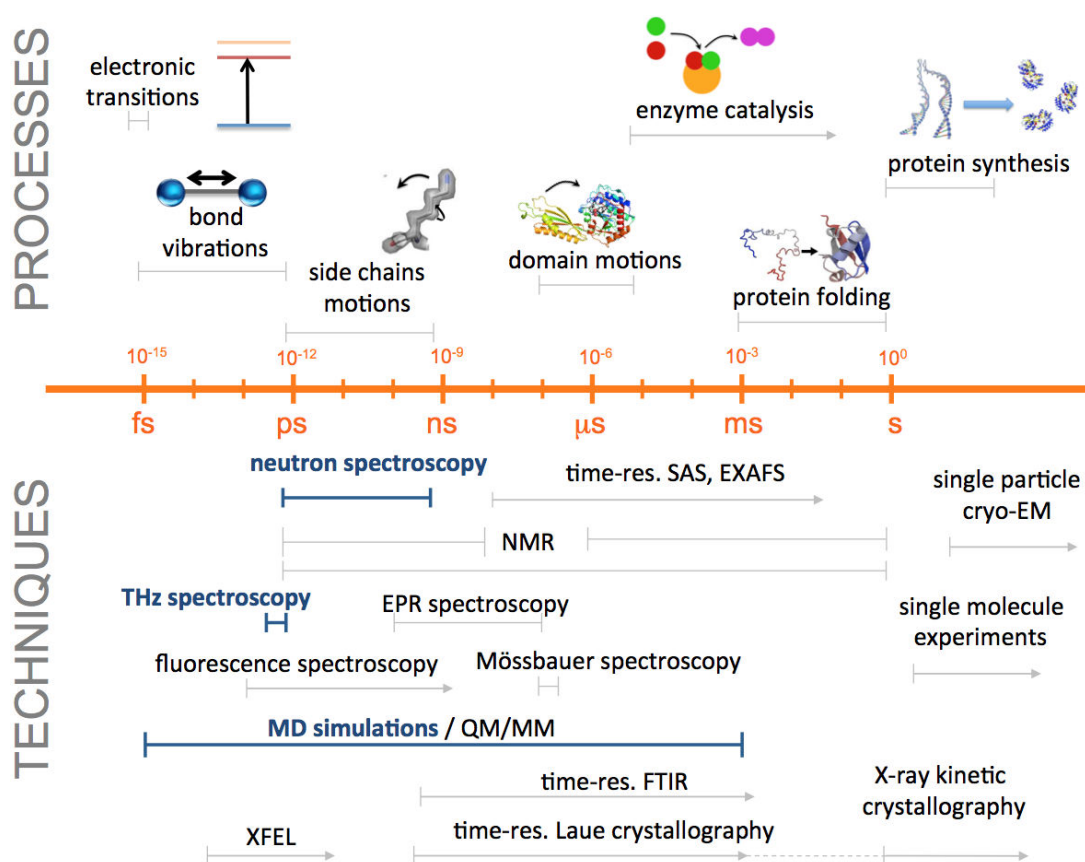 PROCESSES
electronic
transitions
enzyme catalysis
protein synthesis
bond
vibrations
side chains
motions
domain motions
protein folding
10⁻¹⁵
10⁻¹²
10⁻⁹
10⁻⁶
10⁻³
10⁰
fs
ps
ns
μs
ms
s
TECHNIQUES
neutron spectroscopy
time-res. SAS, EXAFS
single particle
cryo-EM
NMR
THz spectroscopy
EPR spectroscopy
single molecule
experiments
fluorescence spectroscopy
Mössbauer spectroscopy
MD simulations / QM/MM
time-res. FTIR
X-ray kinetic
crystallography
XFEL
time-res. Laue crystallography